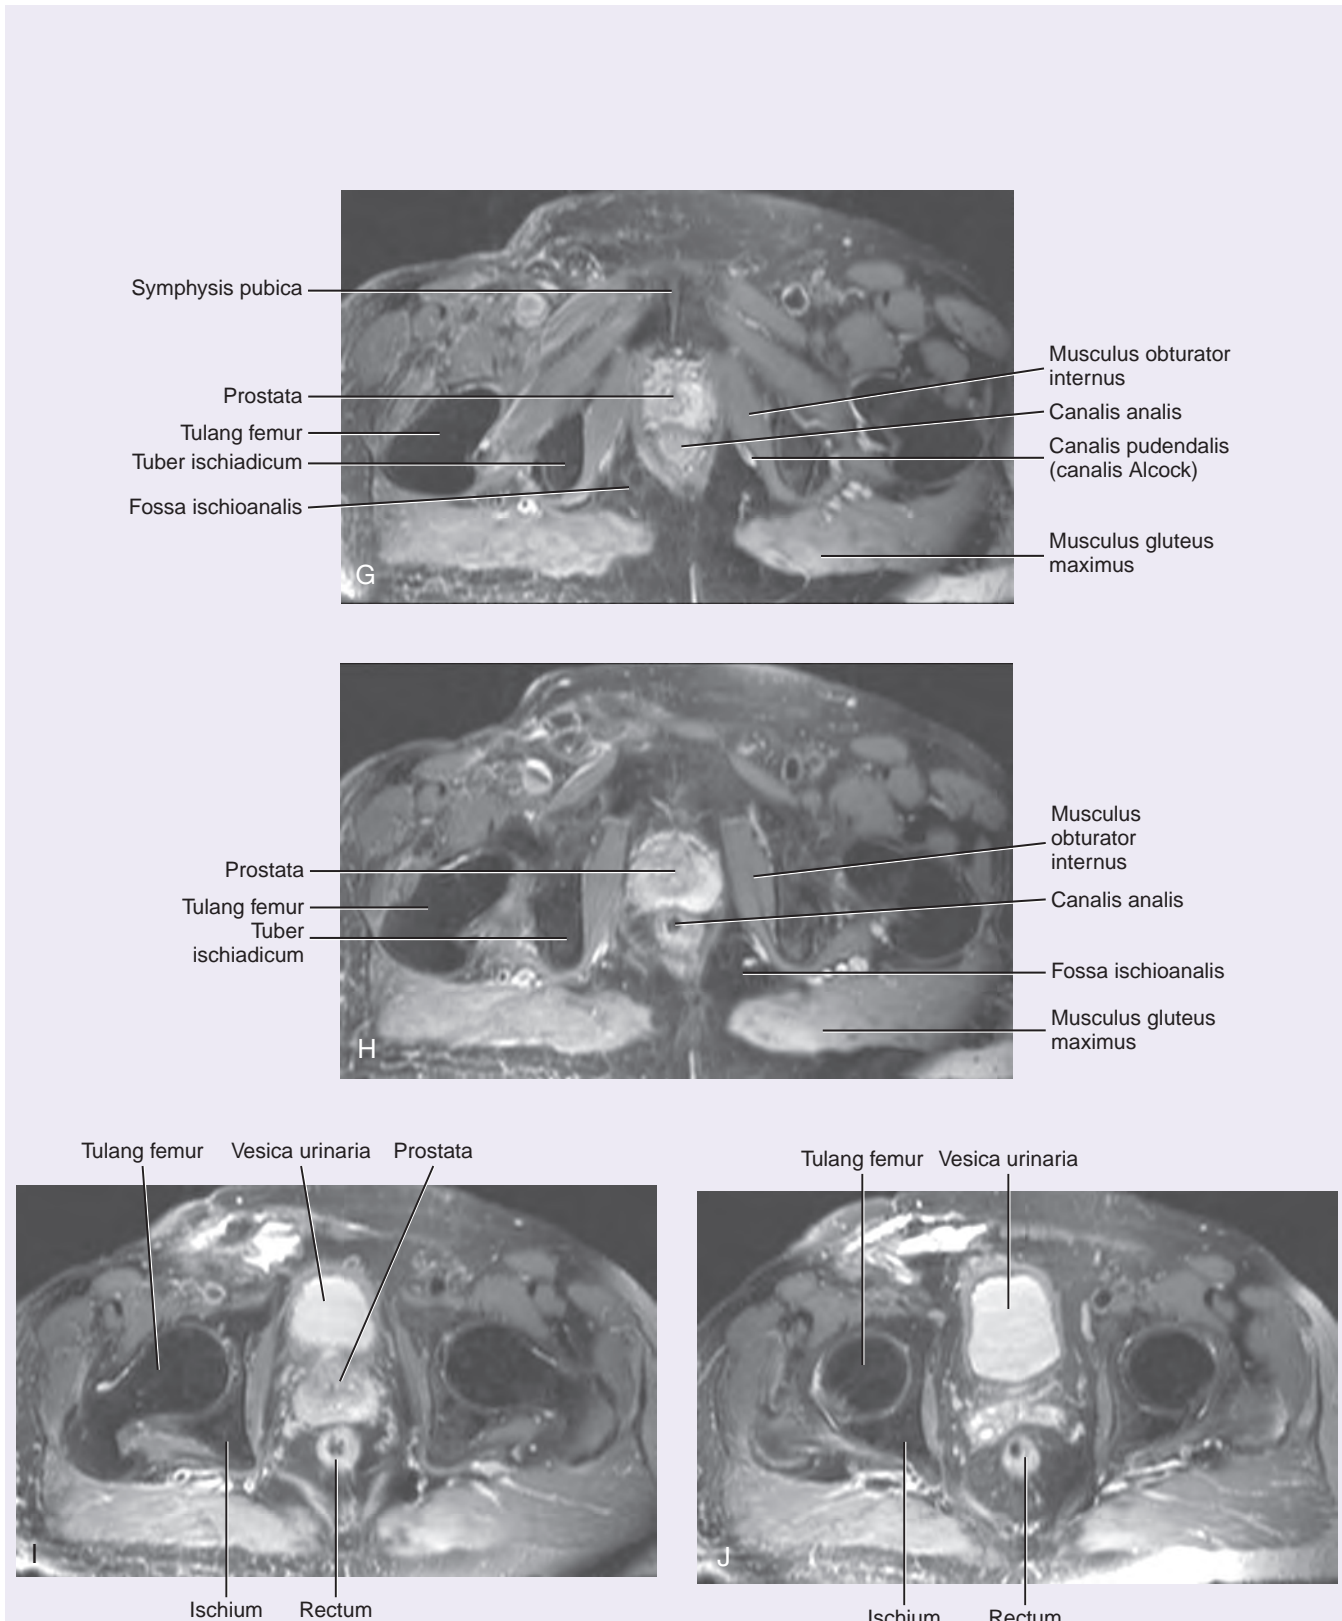 Symphysis pubica
Prostata
Tulang femur
Tuber ischiadicum
Fossa ischioanalis
Musculus obturator
internus
Canalis analis
Canalis pudendalis
(canalis Alcock)
Musculus gluteus
maximus
G
Prostata
Tulang femur
Tuber
ischiadicum
Musculus
obturator
internus
Canalis analis
Fossa ischioanalis
Musculus gluteus
maximus
H
Tulang femur
Vesica urinaria
Prostata
I
Ischium
Rectum
Tulang femur
Vesica urinaria
J
Ischium
Rectum